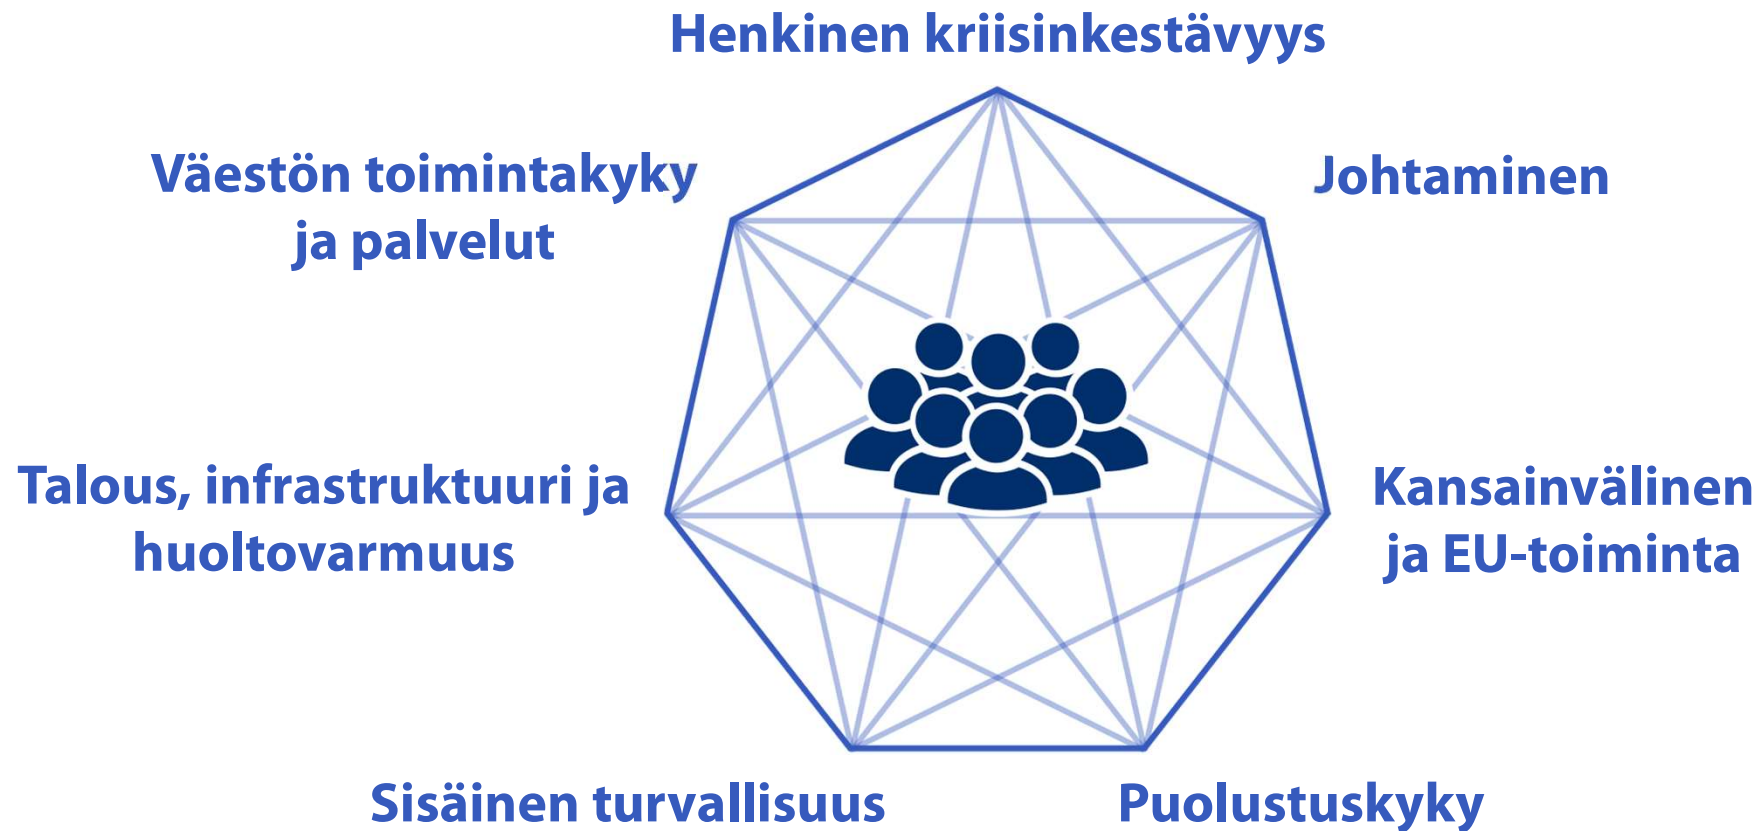 Henkinen kriisinkestävyys
Väestön toimintakyky
ja palvelut
Johtaminen
Talous, infrastruktuuri ja
huoltovarmuus
Kansainvälinen
ja EU-toiminta
Sisäinen turvallisuus
Puolustuskyky